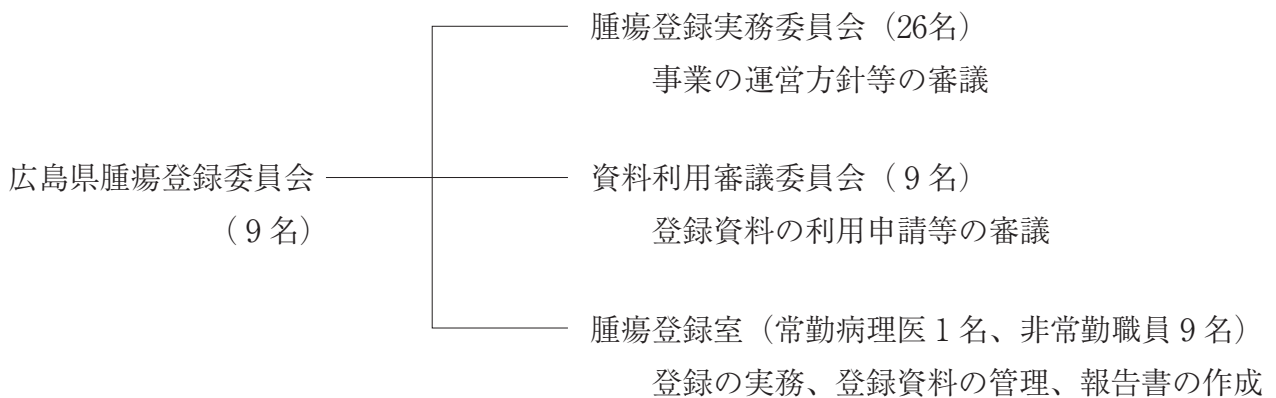 腫瘍登録実務委員会（26名）
事業の運営方針等の審議
広島県腫瘍登録委員会
（９名）
資料利用審議委員会（９名）
登録資料の利用申請等の審議
腫瘍登録室（常勤病理医１名、非常勤職員９名）
登録の実務、登録資料の管理、報告書の作成